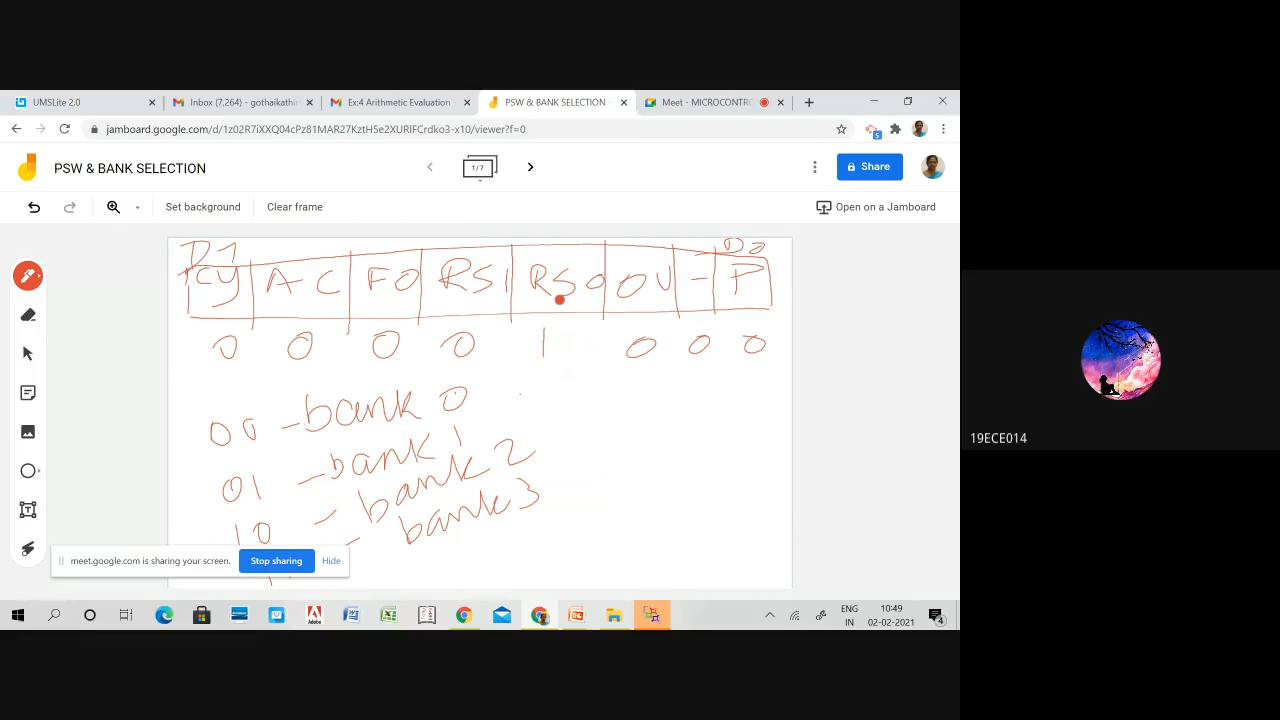 UMSLite 2.0
Inbox (7,264) - gothaikathi
Ex:4 Arithmetic Evaluation -
PSW & BANK SELECTION -
Meet - MICROCONTRO
jamboard.google.com/d/1z02R7iXXQ04cPz81MAR27KztH5e2XURlFCrdko3-x10/viewer?f=0
5
PSW & BANK SELECTION
1/7
Share
Set background
Clear frame
Open on a Jamboard
D7 D0
CY AC F0 RS1 RS0 OV - P
0 0 0 0 1 0 0 0
00 - bank 0
01 - bank 1
10 - bank 2
- bank 3
meet.google.com is sharing your screen.
Stop sharing
Hide
19ECE014
ENG
IN
10:49
02-02-2021
4